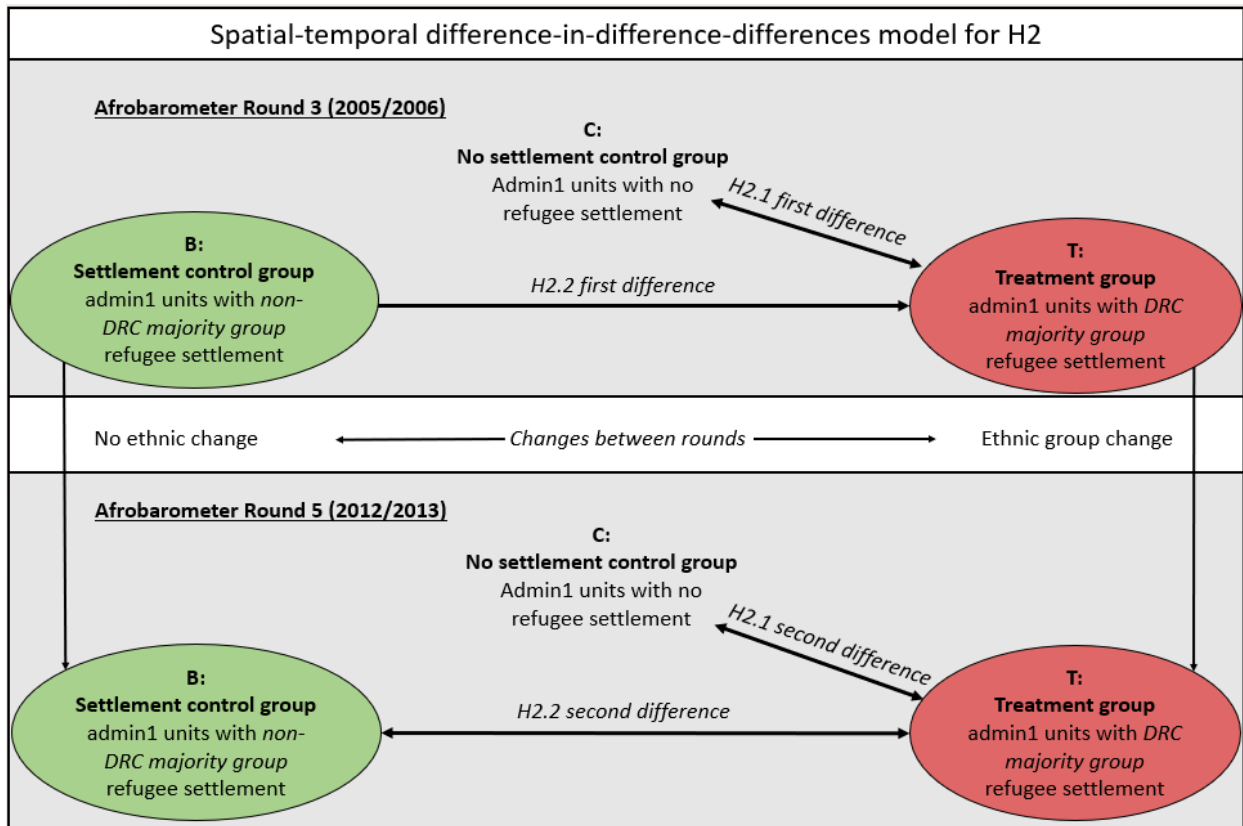 Spatial-temporal difference-in-difference-differences model for H2
Afrobarometer Round 3 (2005/2006)
C:
No settlement control group
Admin1 units with no
refugee settlement
H2.1 first difference
B:
Settlement control group
admin1 units with non-
DRC majority group
refugee settlement
H2.2 first difference
T:
Treatment group
admin1 units with DRC
majority group
refugee settlement
No ethnic change
Changes between rounds
Ethnic group change
Afrobarometer Round 5 (2012/2013)
C:
No settlement control group
Admin1 units with no
refugee settlement
H2.1 second difference
B:
Settlement control group
admin1 units with non-
DRC majority group
refugee settlement
H2.2 second difference
T:
Treatment group
admin1 units with DRC
majority group
refugee settlement